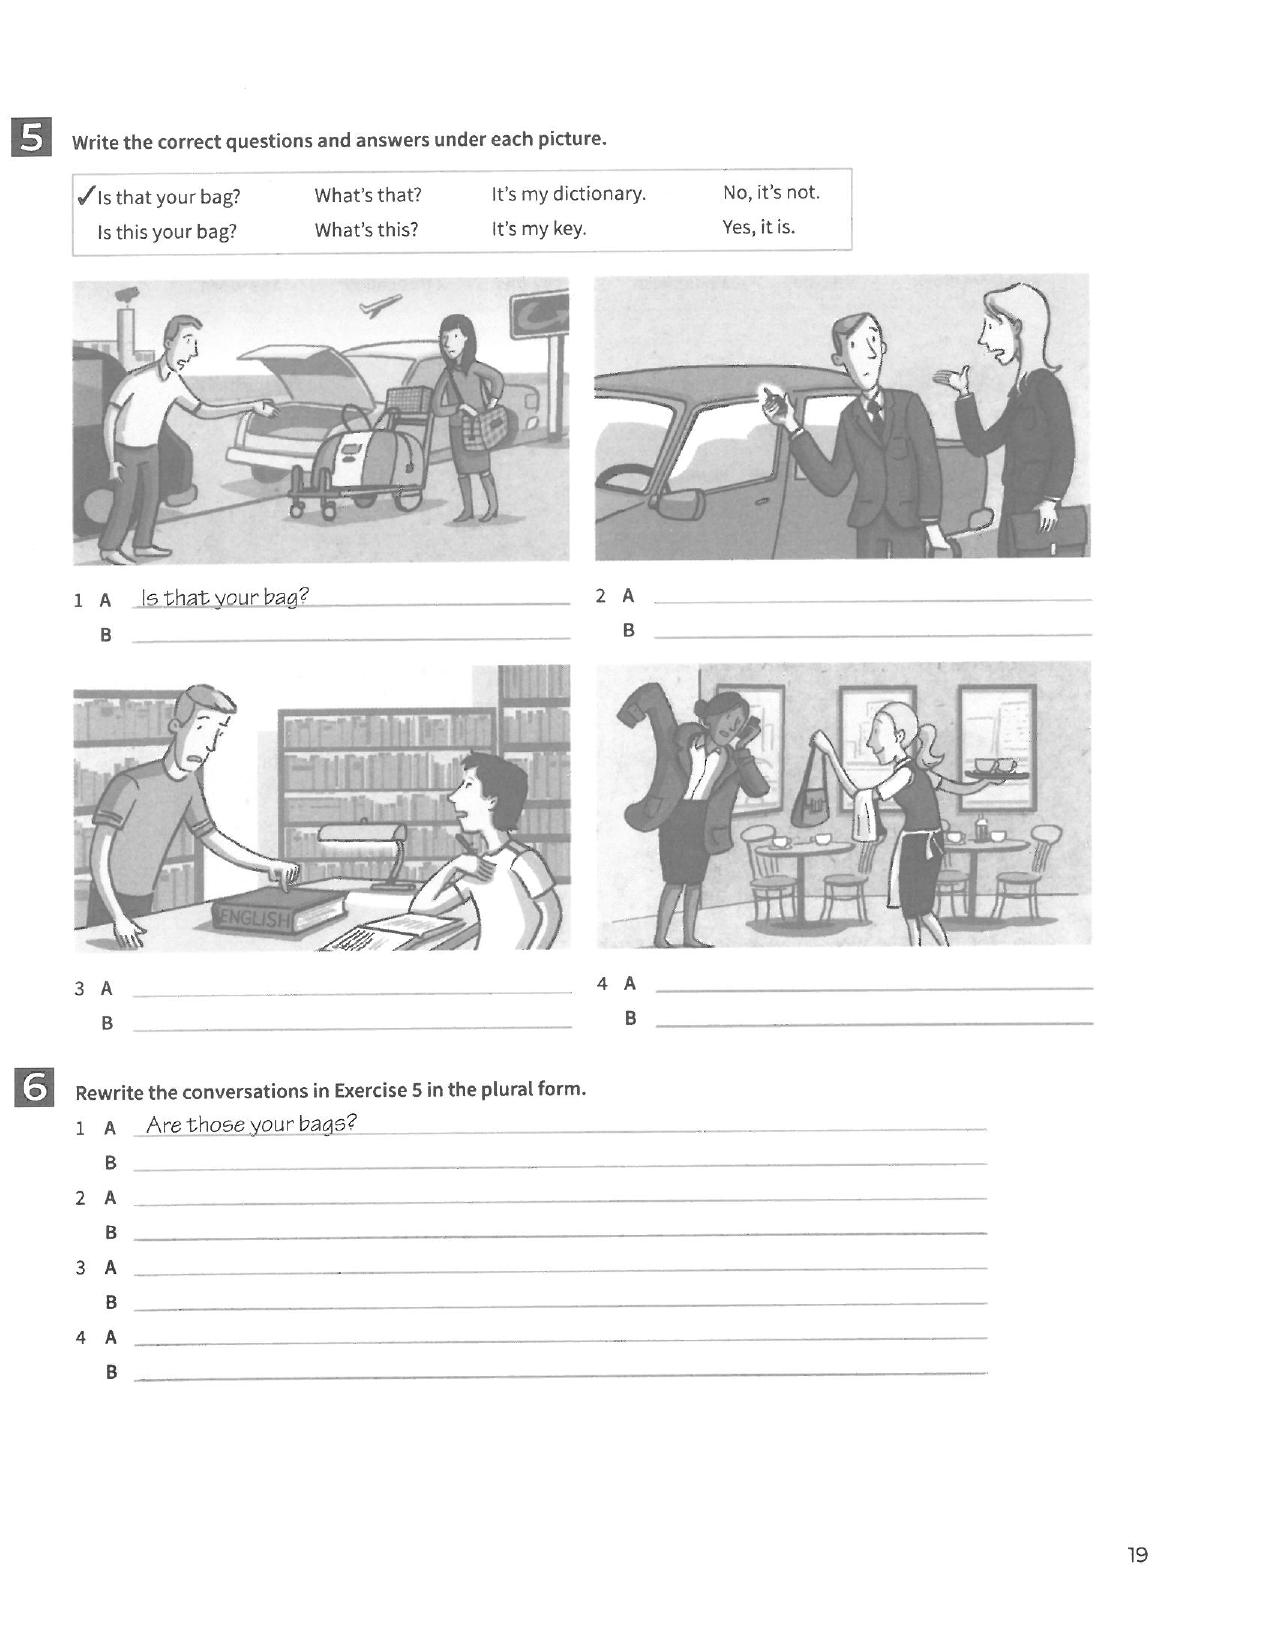 5 Write the correct questions and answers under each picture.
✓Is that your bag? What's that? It's my dictionary. No, it's not.
Is this your bag? What's this? It's my key. Yes, it is.
1 A Is that your bag?
B
2 A
B
ENGLISH
3 A
B
4 A
B
6 Rewrite the conversations in Exercise 5 in the plural form.
1 A Are those your bags?
B
2 A
B
3 A
B
4 A
B
19